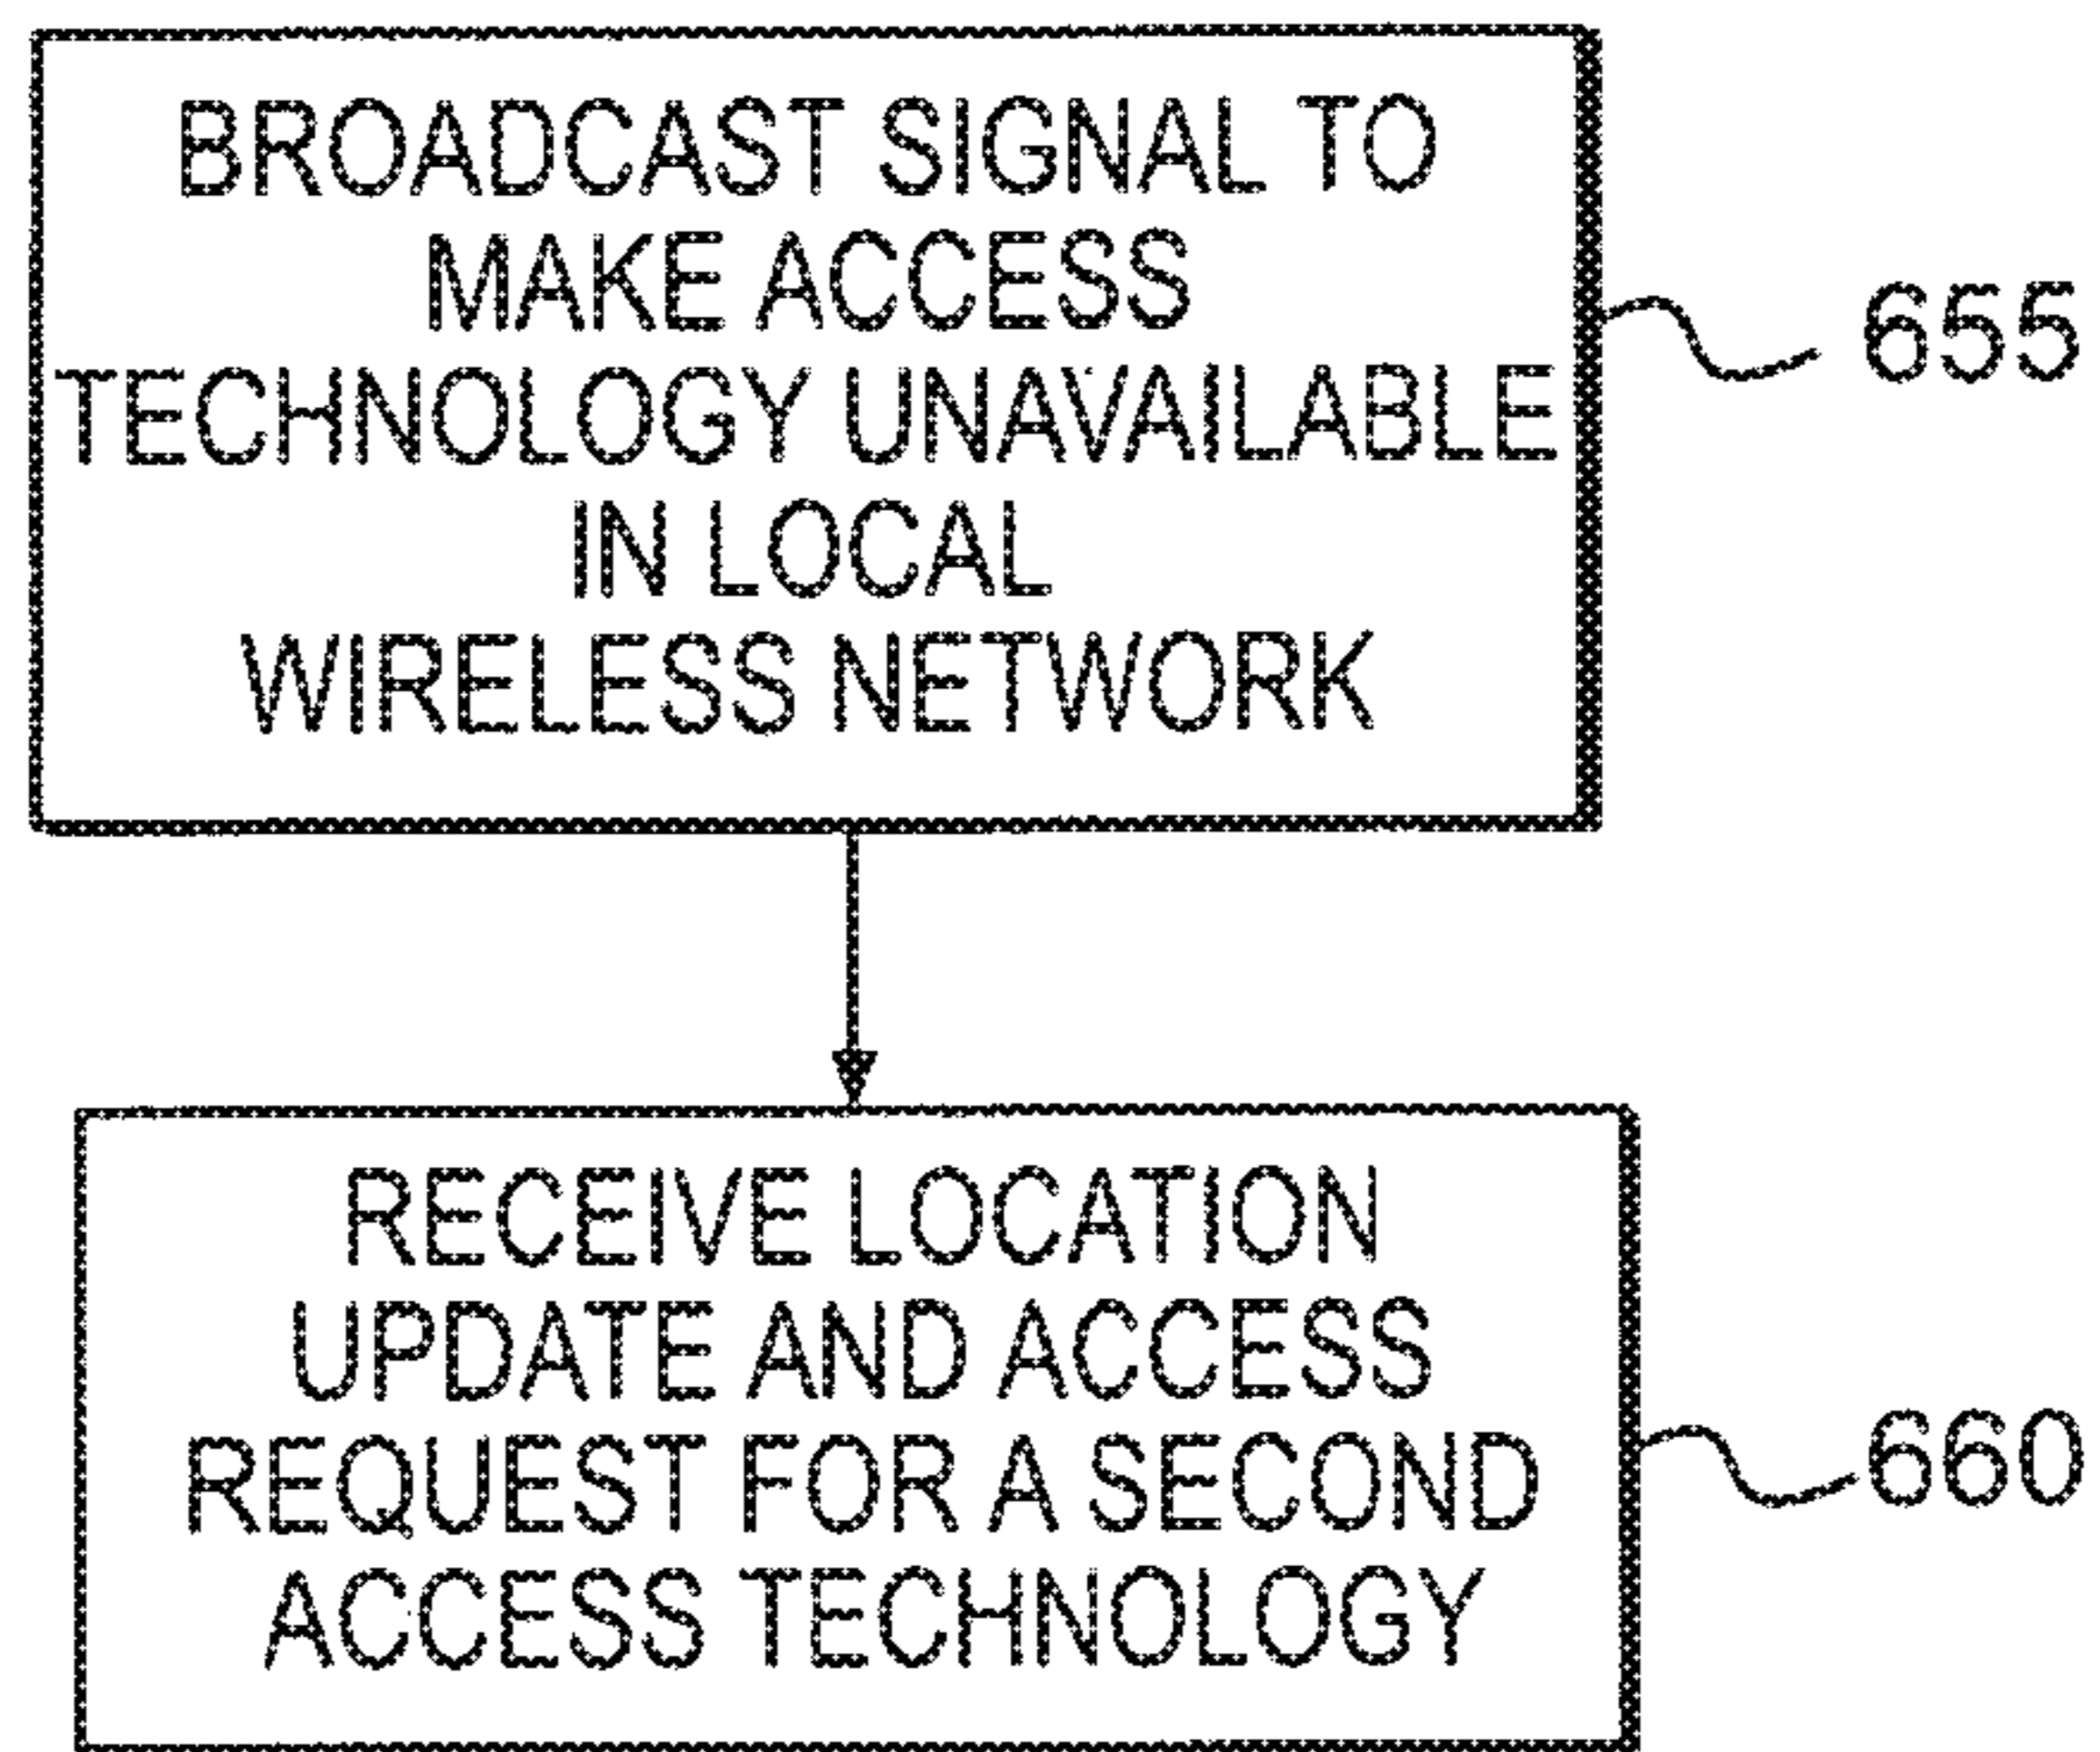 BROADCAST SIGNAL TO
MAKE ACCESS
TECHNOLOGY UNAVAILABLE
IN LOCAL
WIRELESS NETWORK
655
RECEIVE LOCATION
UPDATE AND ACCESS
REQUEST FOR A SECOND
ACCESS TECHNOLOGY
660